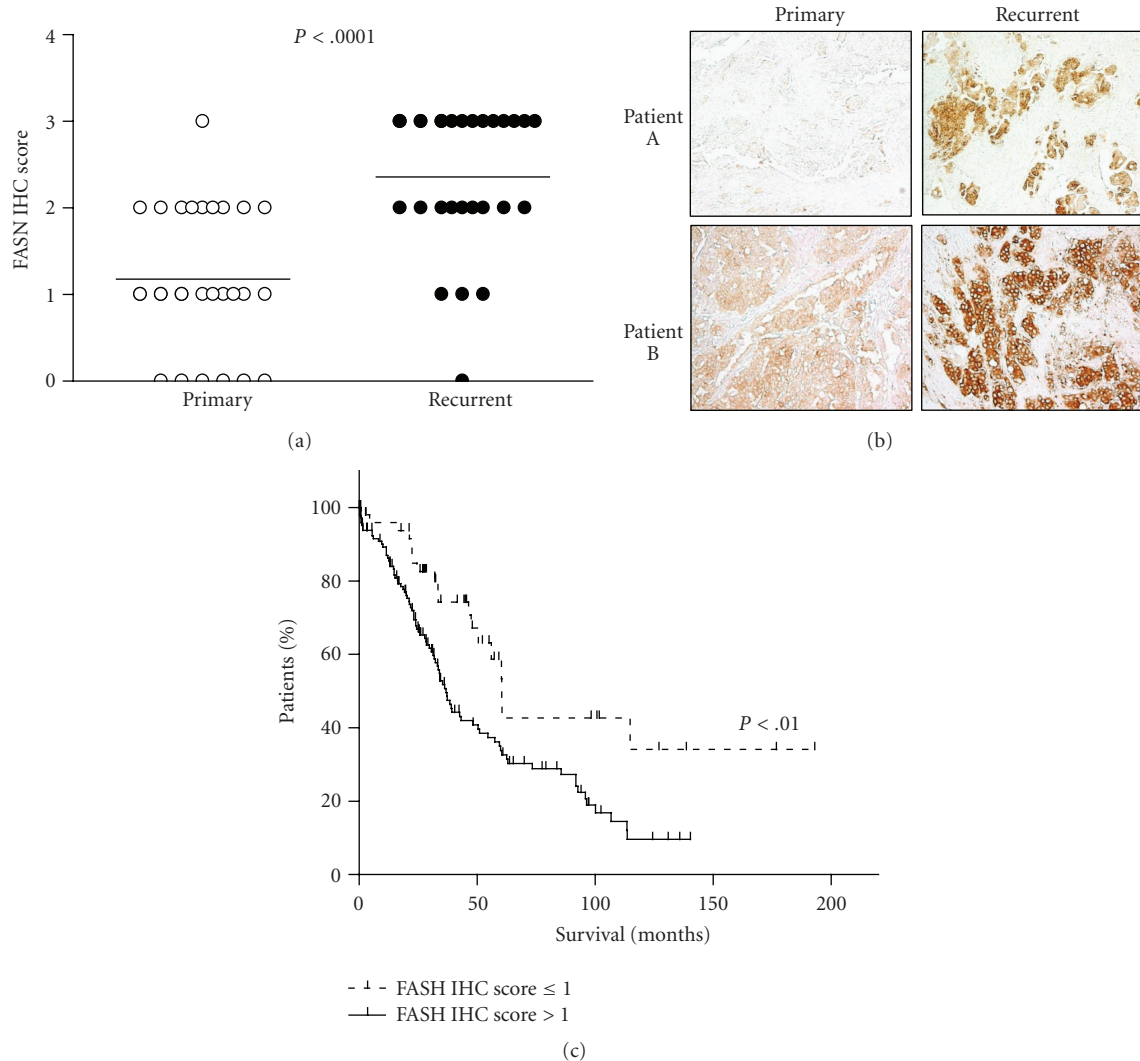 P < .0001
FASN IHC score
4
3
2
1
0
Primary
Recurrent
(a)
Primary
Recurrent
Patient
A
Patient
B
(b)
Patients (%)
100
80
60
40
20
0
P < .01
0
50
100
150
200
Survival (months)
FASH IHC score ≤ 1
FASH IHC score > 1
(c)